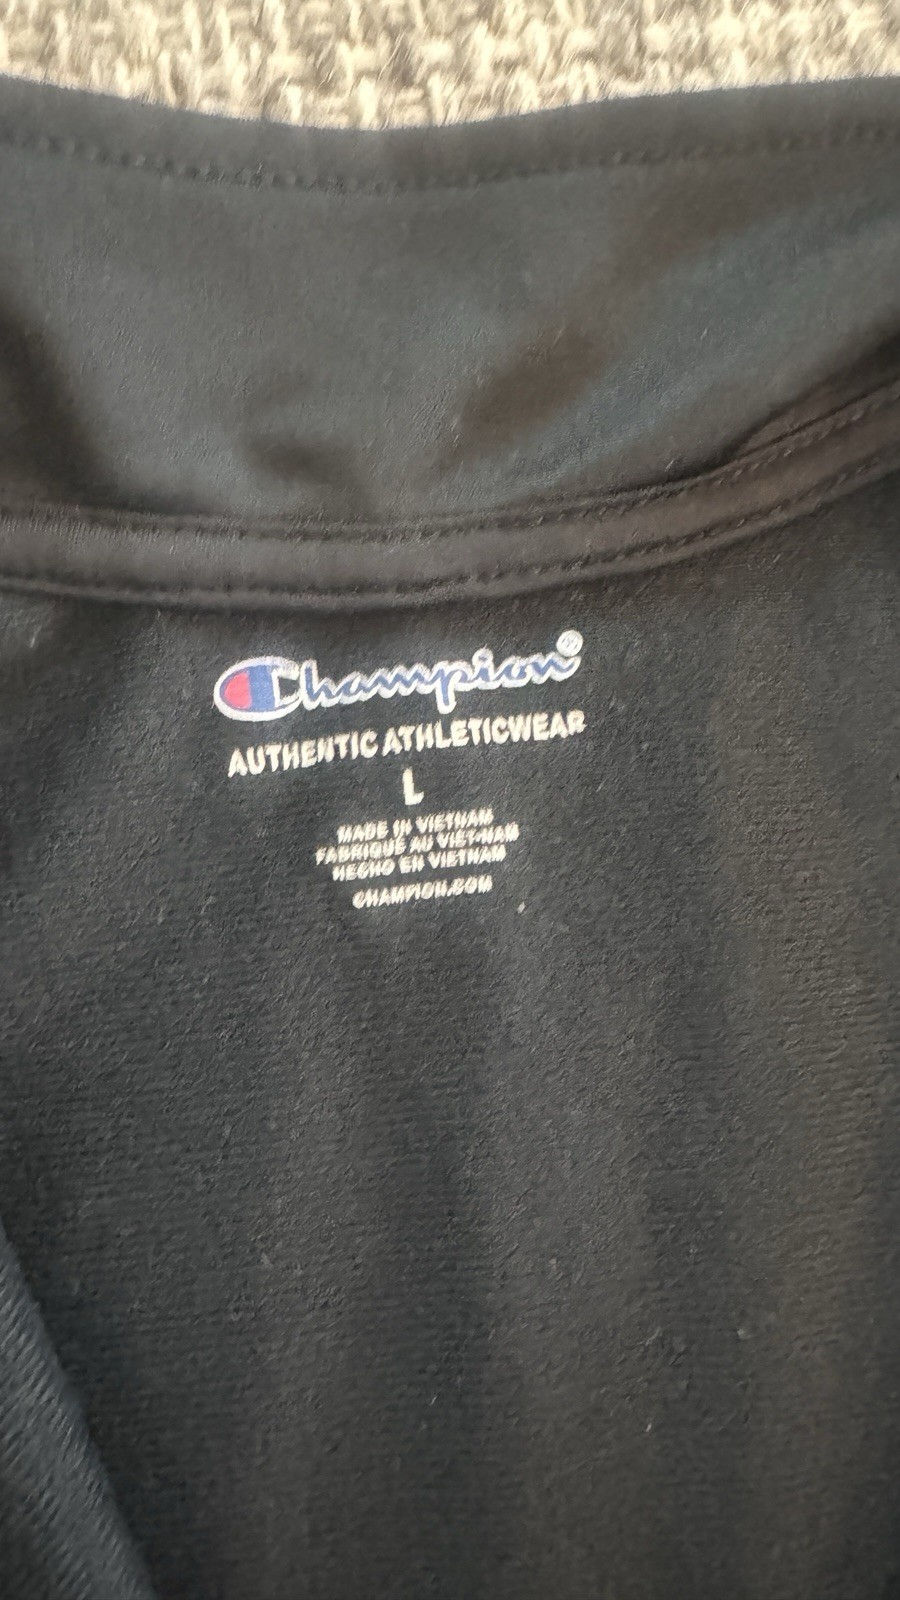 Champion®
AUTHENTIC ATHLETICWEAR
L
MADE IN VIETNAM
FABRIQUÉ AU VIET-NAM
HECHO EN VIETNAM
CHAMPION.COM